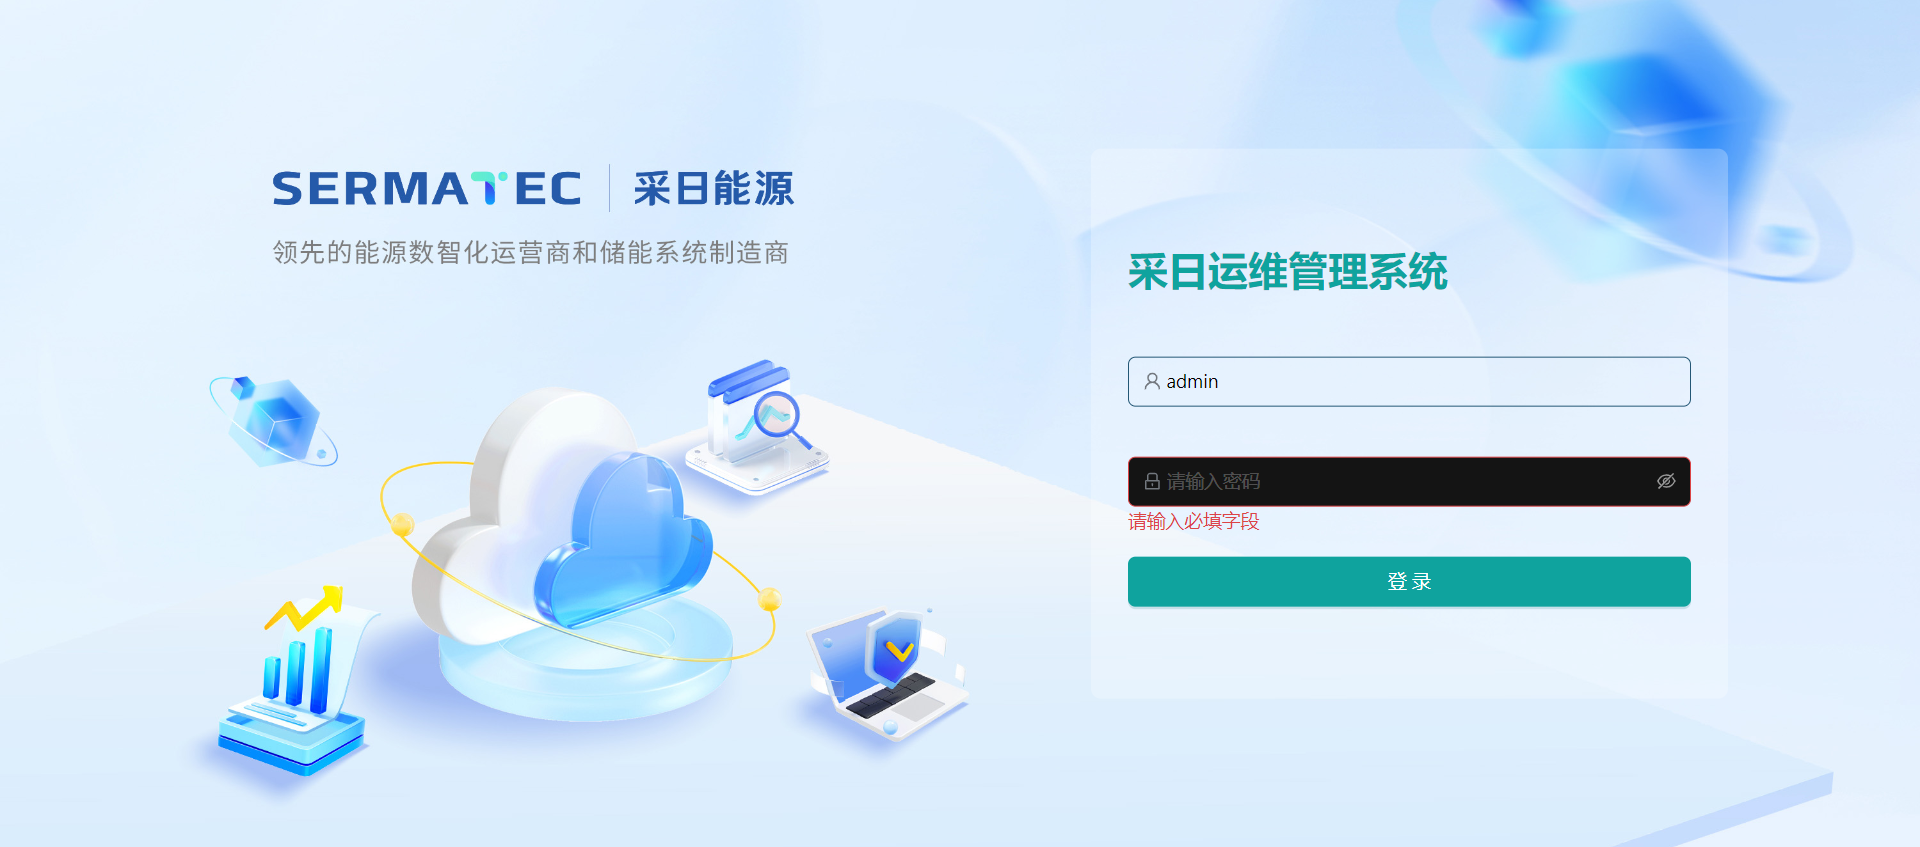 SERMATEC 采日能源
领先的能源数智化运营商和储能系统制造商
采日运维管理系统
admin
请输入密码
请输入必填字段
登录